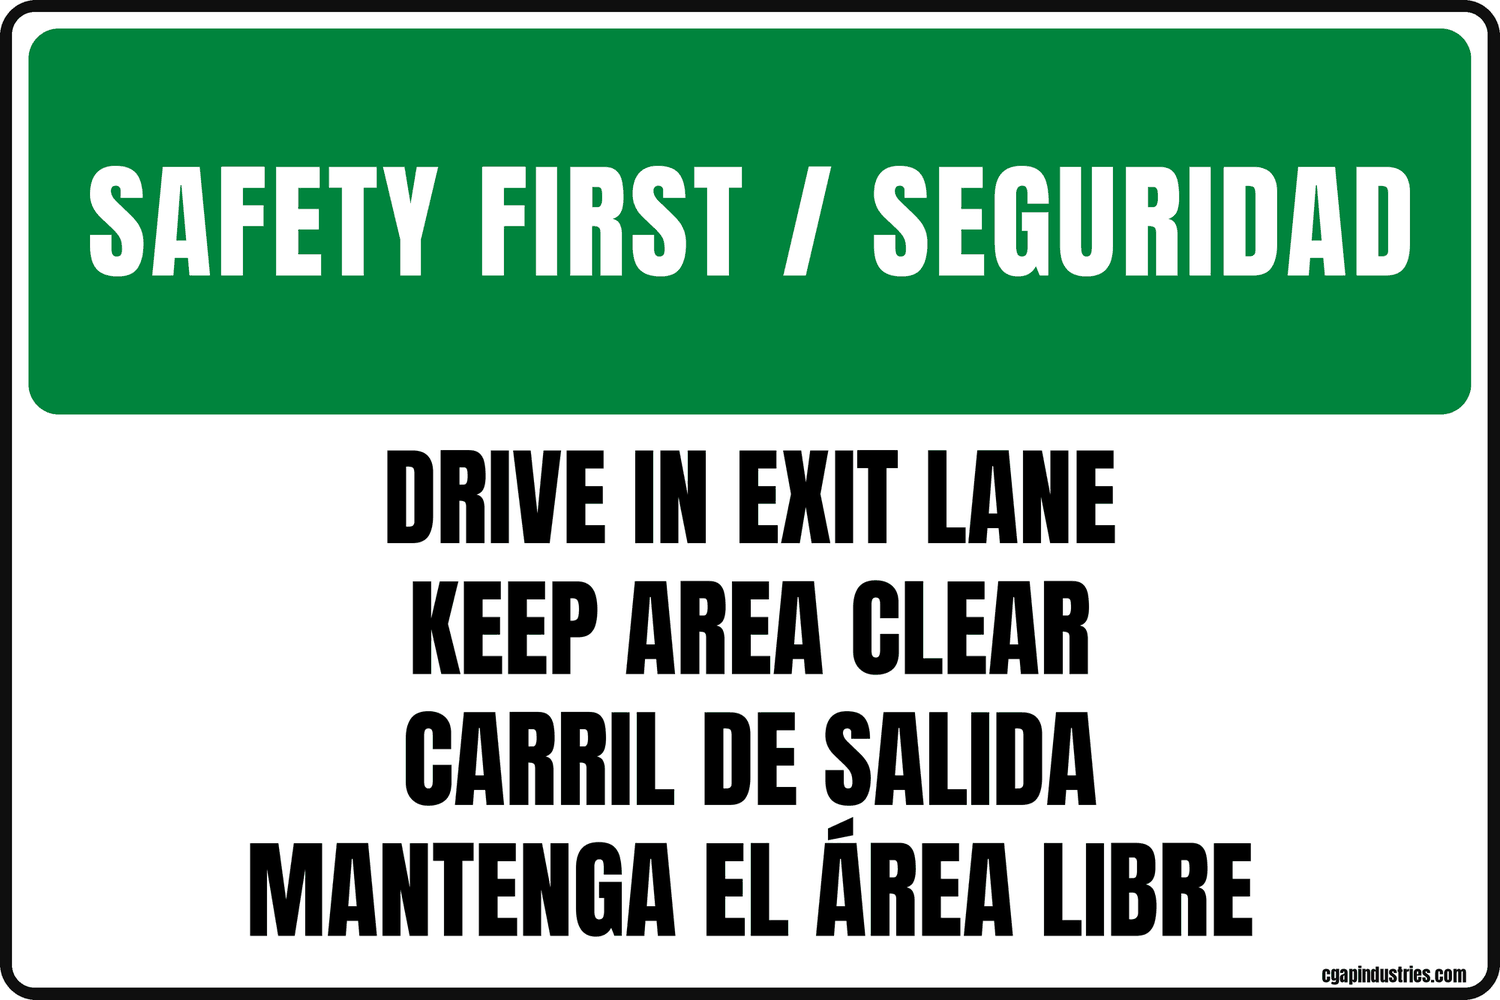 SAFETY FIRST / SEGURIDAD
DRIVE IN EXIT LANE
KEEP AREA CLEAR
CARRIL DE SALIDA
MANTENGA EL ÁREA LIBRE
cgapindustries.com